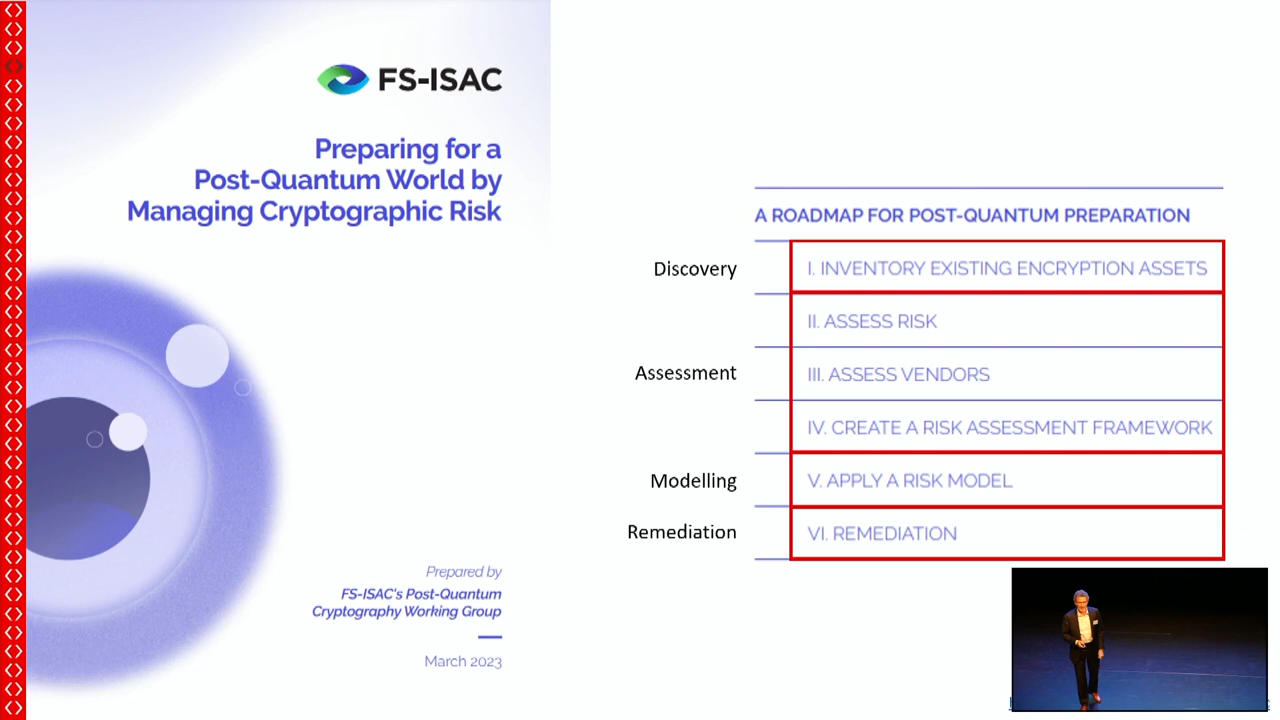 FS-ISAC
Preparing for a
Post-Quantum World by
Managing Cryptographic Risk
Prepared by
FS-ISAC's Post-Quantum
Cryptography Working Group
March 2023
A ROADMAP FOR POST-QUANTUM PREPARATION
Discovery
I. INVENTORY EXISTING ENCRYPTION ASSETS
II. ASSESS RISK
Assessment
III. ASSESS VENDORS
IV. CREATE A RISK ASSESSMENT FRAMEWORK
Modelling
V. APPLY A RISK MODEL
Remediation
VI. REMEDIATION